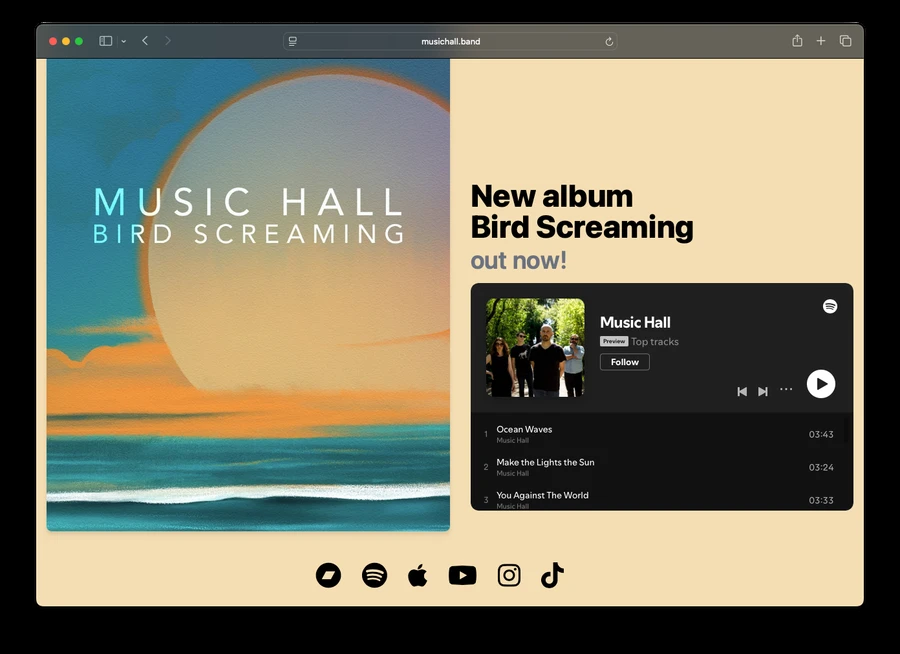 musichall.band
MUSIC HALL
BIRD SCREAMING
New album
Bird Screaming
out now!
Music Hall
Preview Top tracks
Follow
1 Ocean Waves 03:43
Music Hall
2 Make the Lights the Sun 03:24
Music Hall
3 You Against The World 03:33
Music Hall